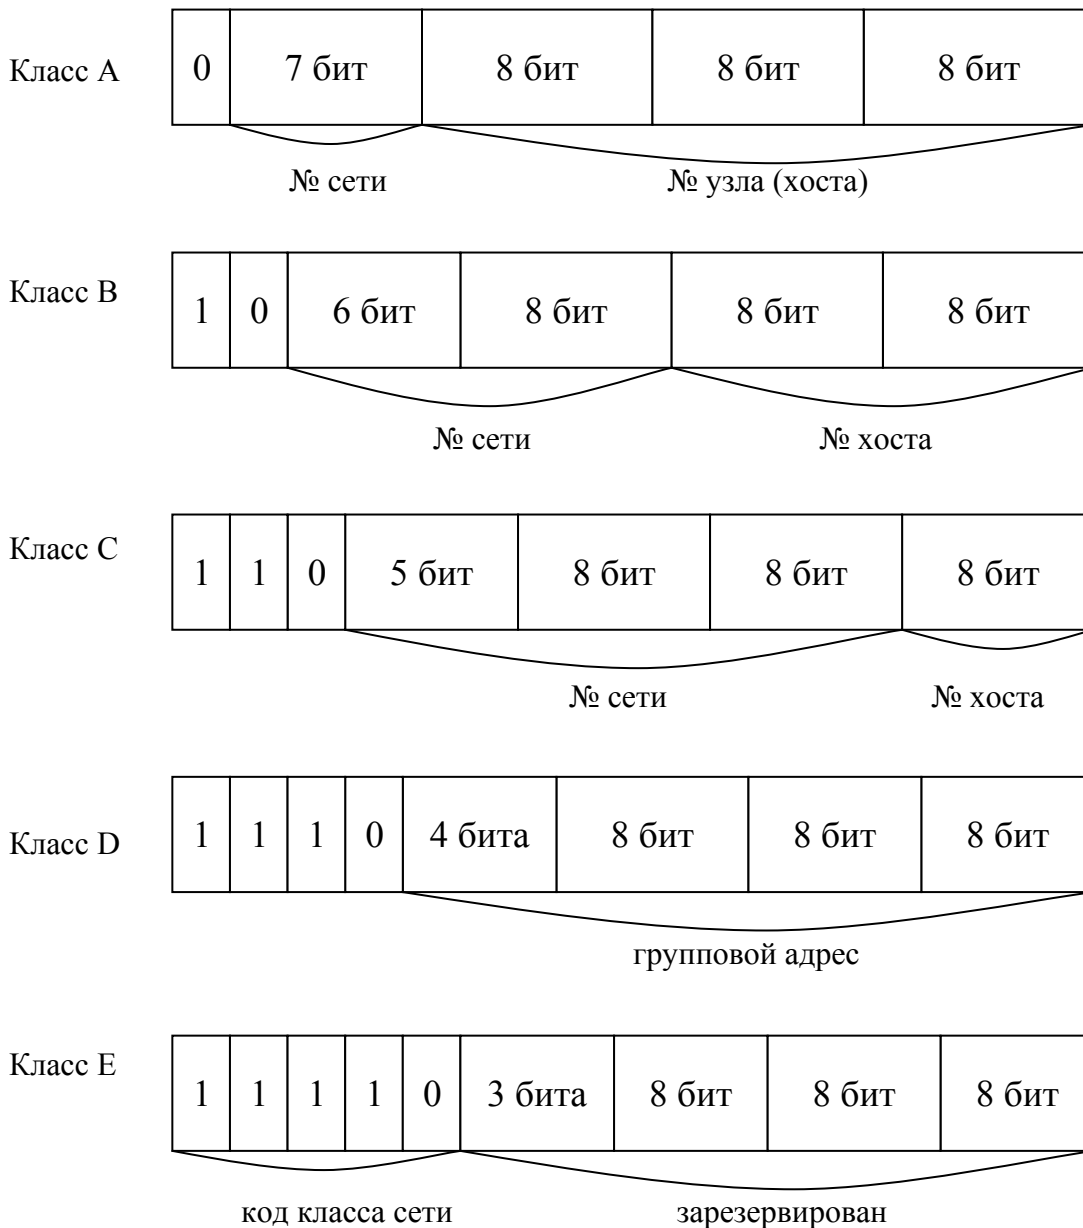 Класс A
0 7 бит 8 бит 8 бит 8 бит
№ сети № узла (хоста)
Класс B
1 0 6 бит 8 бит 8 бит 8 бит
№ сети № хоста
Класс C
1 1 0 5 бит 8 бит 8 бит 8 бит
№ сети № хоста
Класс D
1 1 1 0 4 бита 8 бит 8 бит 8 бит
групповой адрес
Класс E
1 1 1 1 0 3 бита 8 бит 8 бит 8 бит
код класса сети зарезервирован